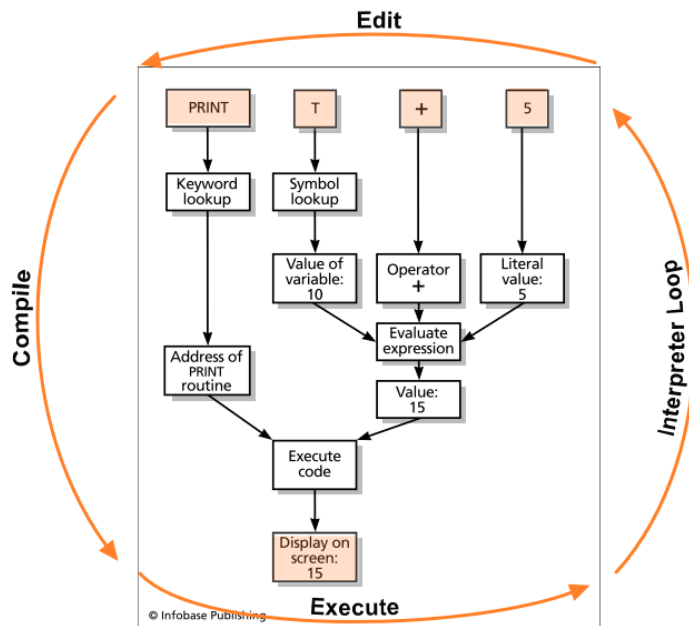 Edit
PRINT
T
+
5
Keyword
lookup
Symbol
lookup
Value of
variable:
10
Operator
+
Literal
value:
5
Evaluate
expression
Address of
PRINT
routine
Value:
15
Execute
code
Display on
screen:
15
© Infobase Publishing
Execute
Compile
Interpreter Loop